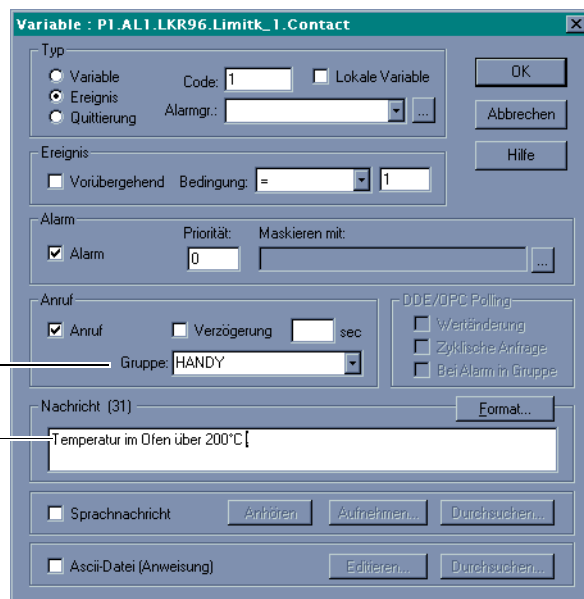 Variable : P1.AL1.LKR96.Limitk_1.Contact
Typ
Variable
Ereignis
Quittierung
Code: 1
Lokale Variable
Alarmgr.:
...
OK
Abbrechen
Hilfe
Ereignis
Vorübergehend Bedingung: = 1
Alarm
Priorität: Maskieren mit:
Alarm 0 ...
Anruf
Anruf Verzögerung sec
Gruppe: HANDY
DDE/OPC Polling
Wertänderung
Zyklische Anfrage
Bei Alarm in Gruppe
Nachricht (31)
Format...
Temperatur im Ofen über 200°C
Sprachnachricht Anhören Aufnehmen... Durchsuchen...
Ascii-Datei (Anweisung) Editieren... Durchsuchen...